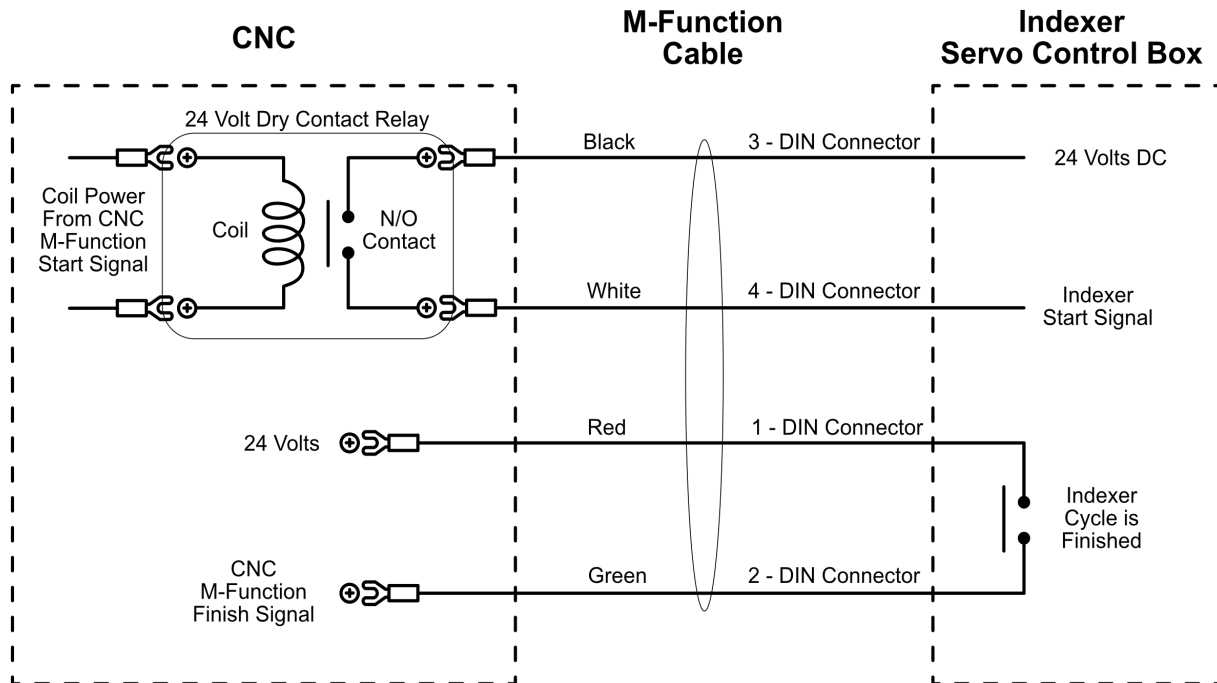 CNC
M-Function
Cable
Indexer
Servo Control Box
24 Volt Dry Contact Relay
Coil Power
From CNC
M-Function
Start Signal
Coil
N/O
Contact
Black
3 - DIN Connector
24 Volts DC
White
4 - DIN Connector
Indexer
Start Signal
24 Volts
Red
1 - DIN Connector
Indexer
Cycle is
Finished
CNC
M-Function
Finish Signal
Green
2 - DIN Connector